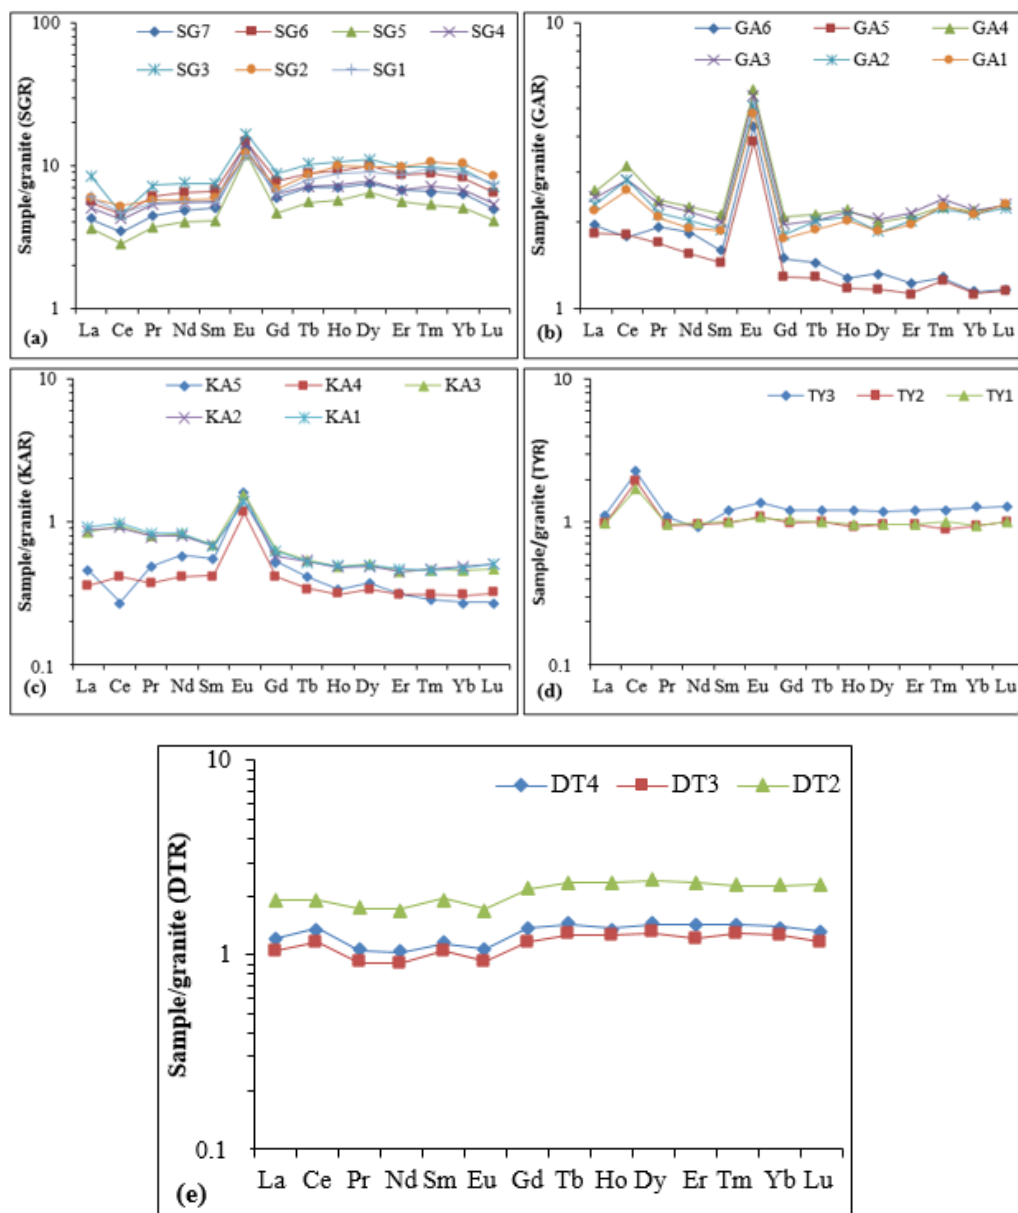 100
SG7 SG6 SG5 SG4
SG3 SG2 SG1
Sample/granite (SGR)
10
1
La Ce Pr Nd Sm Eu Gd Tb Ho Dy Er Tm Yb Lu
(a)
10
GA6 GA5 GA4
GA3 GA2 GA1
Sample/granite (GAR)
1
La Ce Pr Nd Sm Eu Gd Tb Ho Dy Er Tm Yb Lu
(b)
10
KA5 KA4 KA3
KA2 KA1
Sample/granite (KAR)
1
0.1
La Ce Pr Nd Sm Eu Gd Tb Ho Dy Er Tm Yb Lu
(c)
10
TY3 TY2 TY1
Sample/granite (TYR)
1
0.1
La Ce Pr Nd Sm Eu Gd Tb Ho Dy Er Tm Yb Lu
(d)
10
DT4 DT3 DT2
Sample/granite (DTR)
1
0.1
La Ce Pr Nd Sm Eu Gd Tb Ho Dy Er Tm Yb Lu
(e)